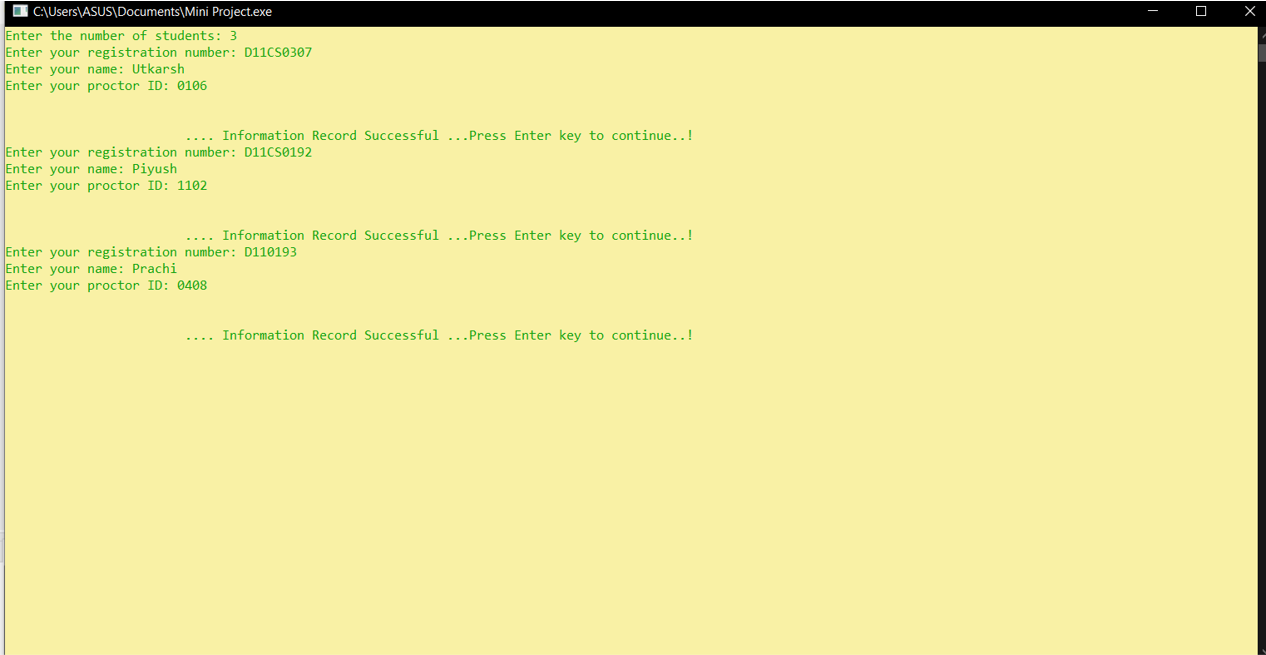 C:\Users\ASUS\Documents\Mini Project.exe
Enter the number of students: 3
Enter your registration number: D11CS0307
Enter your name: Utkarsh
Enter your proctor ID: 0106
.... Information Record Successful ...Press Enter key to continue..!
Enter your registration number: D11CS0192
Enter your name: Piyush
Enter your proctor ID: 1102
.... Information Record Successful ...Press Enter key to continue..!
Enter your registration number: D110193
Enter your name: Prachi
Enter your proctor ID: 0408
.... Information Record Successful ...Press Enter key to continue..!